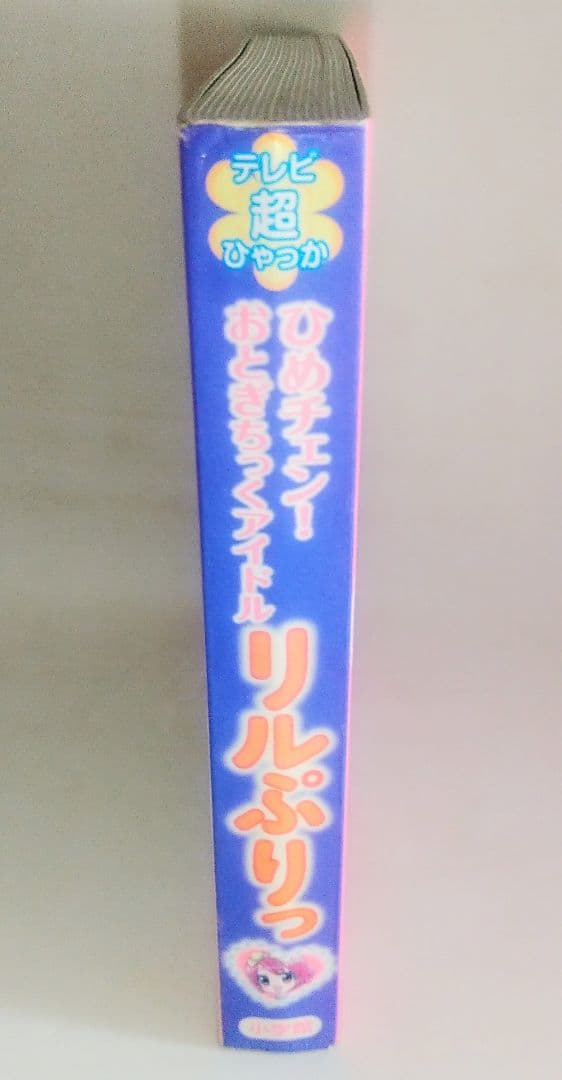 テレビ
超
ひゃっか
ひめチェン!
おとぎちっくアイドル
リルぷりっ
小学館